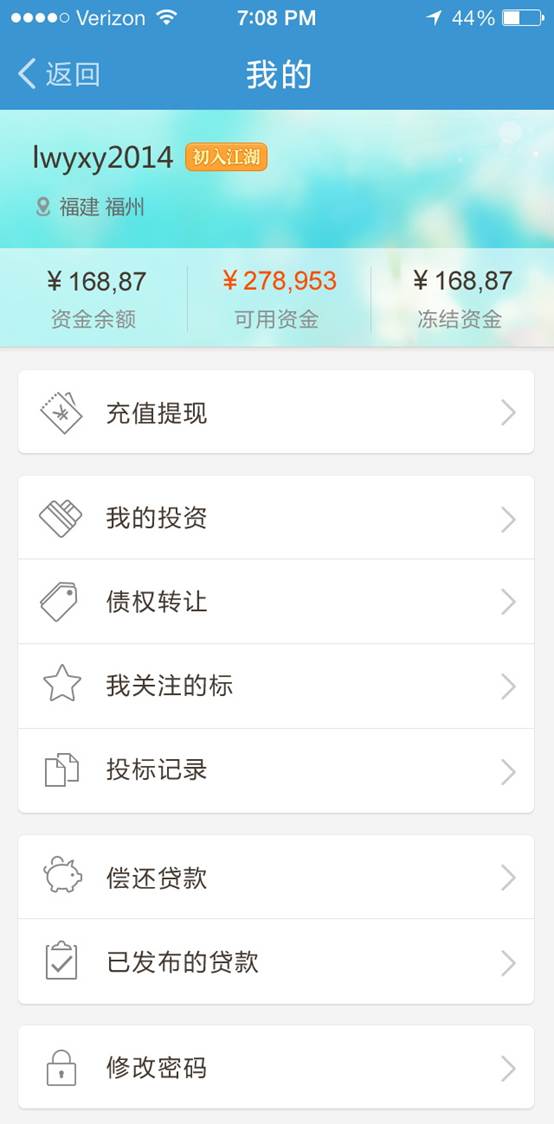 Verizon 7:08 PM 44%
返回 我的
lwyxy2014 初入江湖
福建 福州
¥168,87 ¥278,953 ¥168,87
资金余额 可用资金 冻结资金
充值提现
我的投资
债权转让
我关注的标
投标记录
偿还贷款
已发布的贷款
修改密码